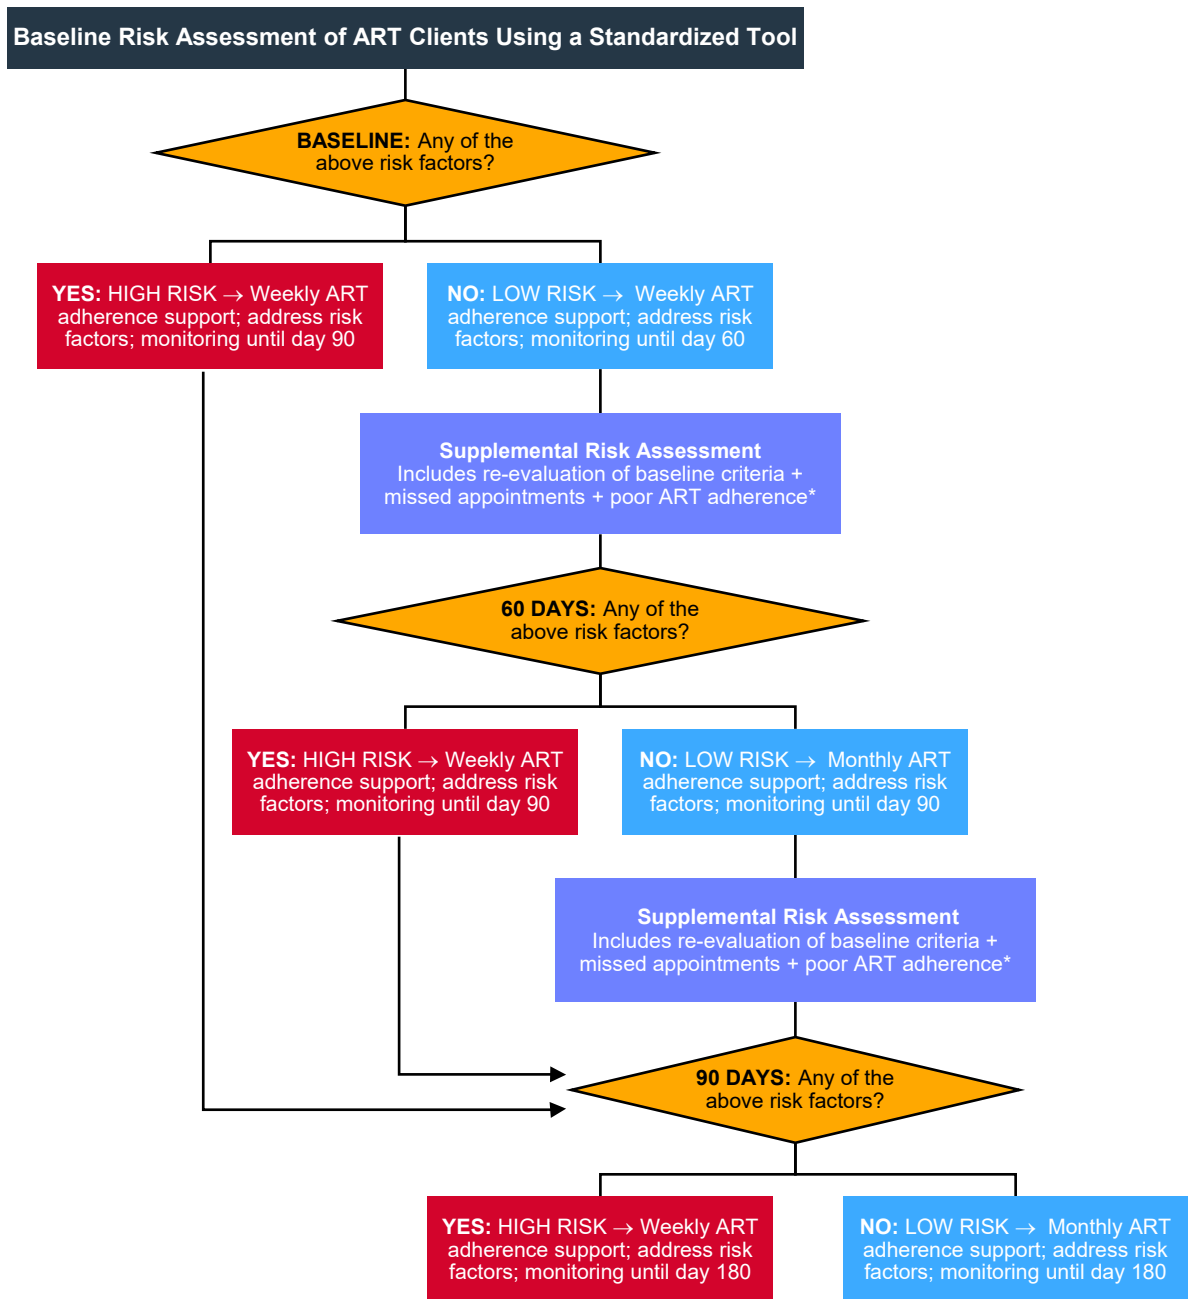 Baseline Risk Assessment of ART Clients Using a Standardized Tool
BASELINE: Any of the
above risk factors?
YES: HIGH RISK → Weekly ART
adherence support; address risk
factors; monitoring until day 90
NO: LOW RISK → Weekly ART
adherence support; address risk
factors; monitoring until day 60
Supplemental Risk Assessment
Includes re-evaluation of baseline criteria +
missed appointments + poor ART adherence*
60 DAYS: Any of the
above risk factors?
YES: HIGH RISK → Weekly ART
adherence support; address risk
factors; monitoring until day 90
NO: LOW RISK → Monthly ART
adherence support; address risk
factors; monitoring until day 90
Supplemental Risk Assessment
Includes re-evaluation of baseline criteria +
missed appointments + poor ART adherence*
90 DAYS: Any of the
above risk factors?
YES: HIGH RISK → Weekly ART
adherence support; address risk
factors; monitoring until day 180
NO: LOW RISK → Monthly ART
adherence support; address risk
factors; monitoring until day 180